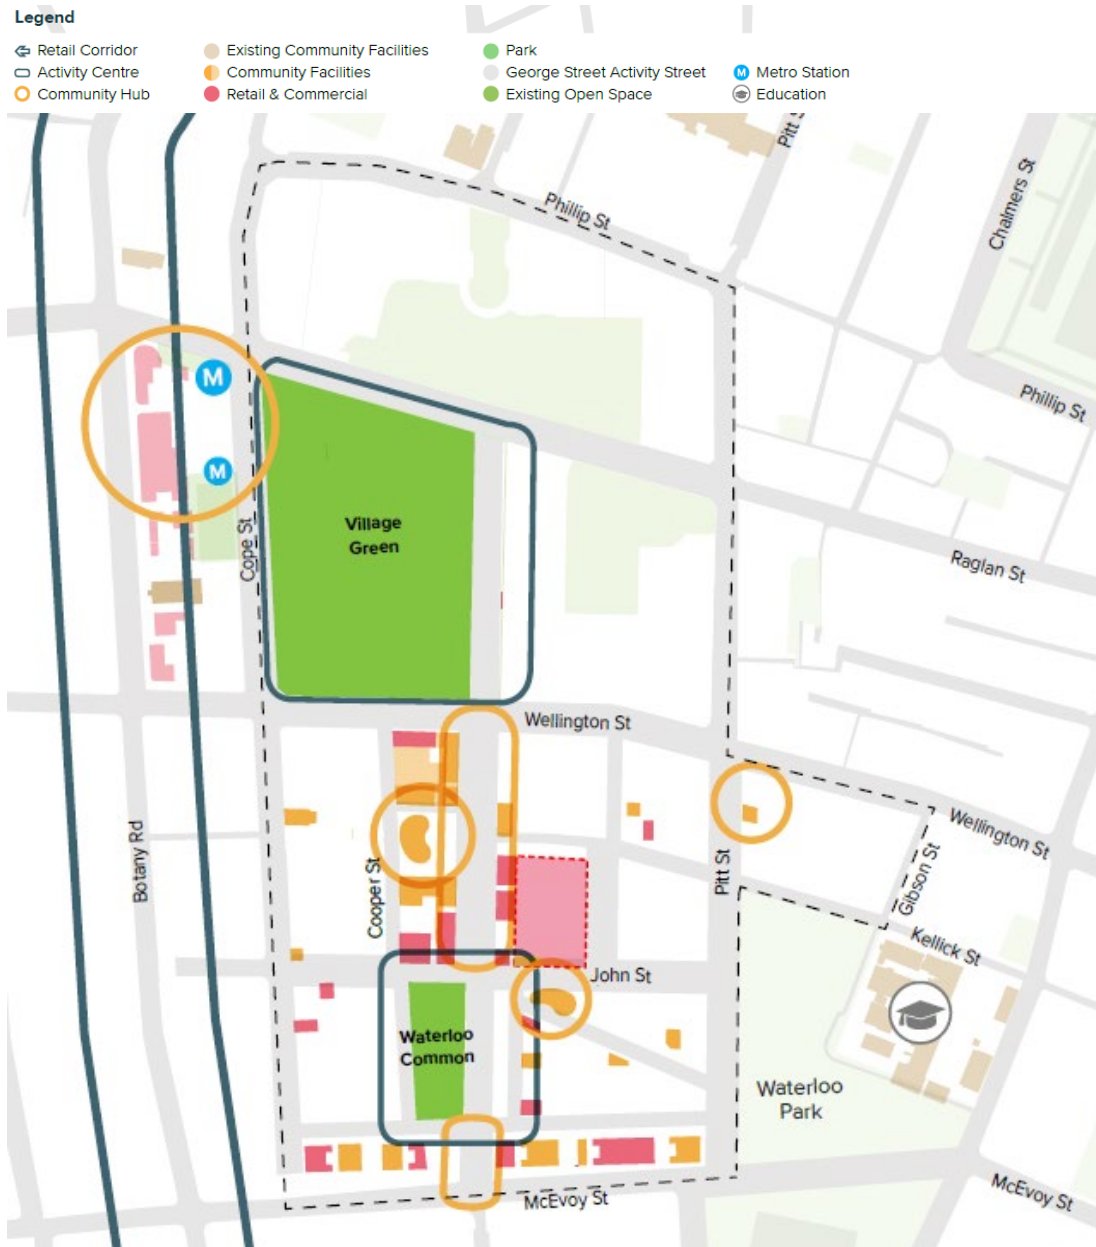 Legend
Retail Corridor
Activity Centre
Community Hub
Existing Community Facilities
Community Facilities
Retail & Commercial
Park
George Street Activity Street
Existing Open Space
M Metro Station
Education
Pitt S
Chalmers St
Phillip St
M
Phillip St
M
Village
Green
Cope St
Raglan St
Wellington St
Wellington St
Botany Rd
Cooper St
Pitt St
Gibson St
Kellick St
John St
Waterloo
Common
Waterloo
Park
McEvoy St
McEvoy St